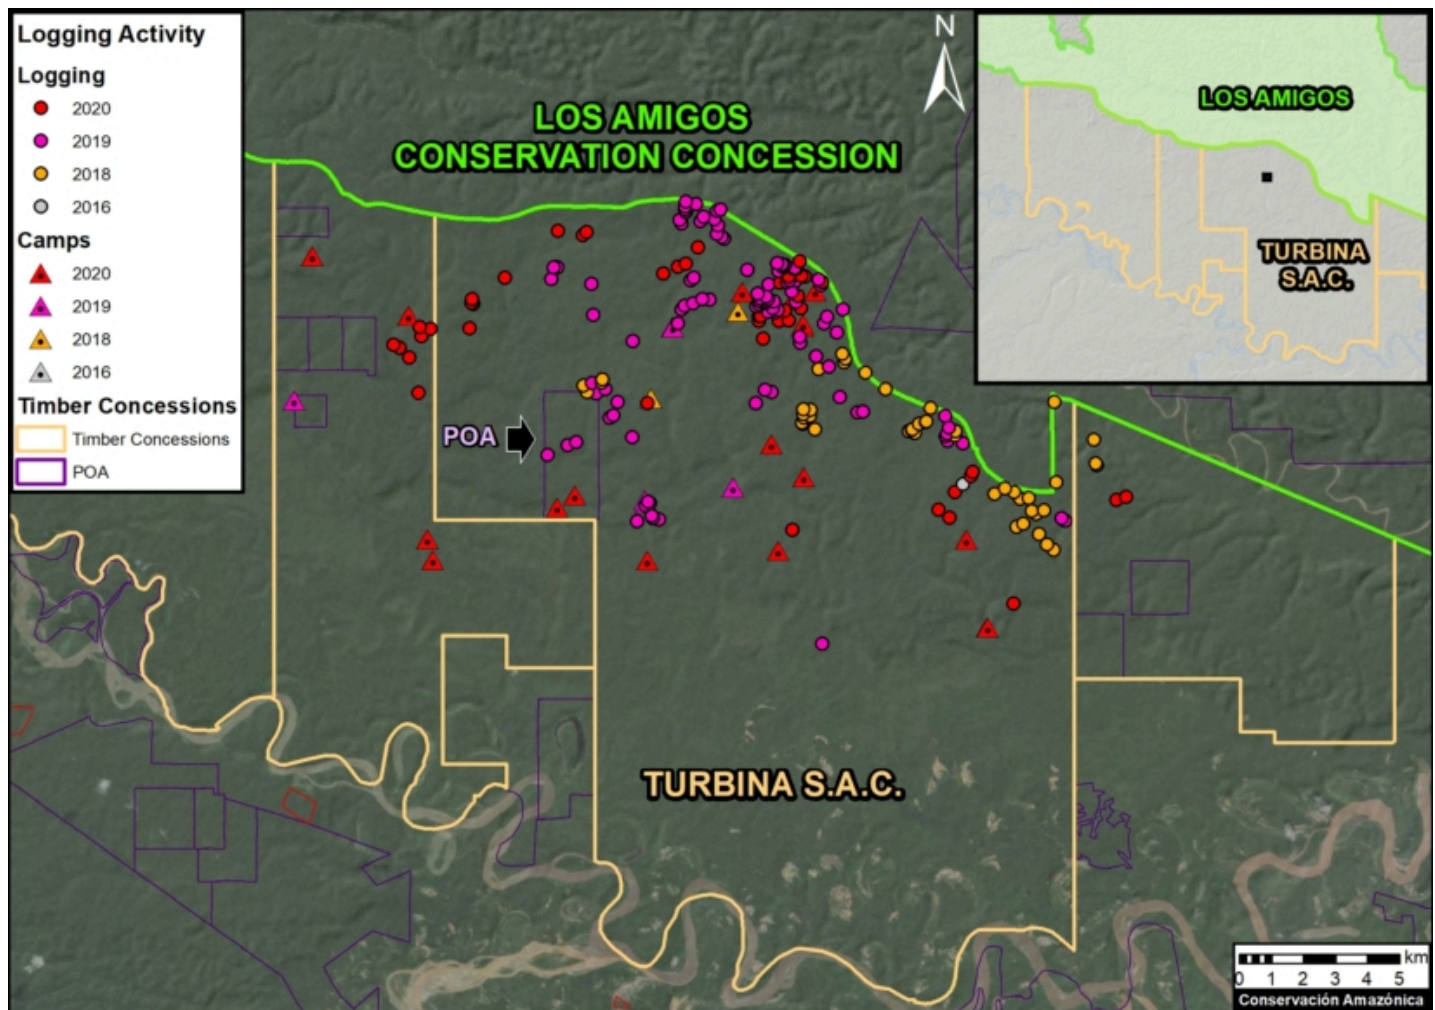 Logging Activity
Logging
2020
2019
2018
2016
Camps
2020
2019
2018
2016
Timber Concessions
Timber Concessions
POA
LOS AMIGOS
CONSERVATION CONCESSION
N
LOS AMIGOS
TURBINA
S.A.C.
POA
TURBINA S.A.C.
km
0 1 2 3 4 5
Conservación Amazónica